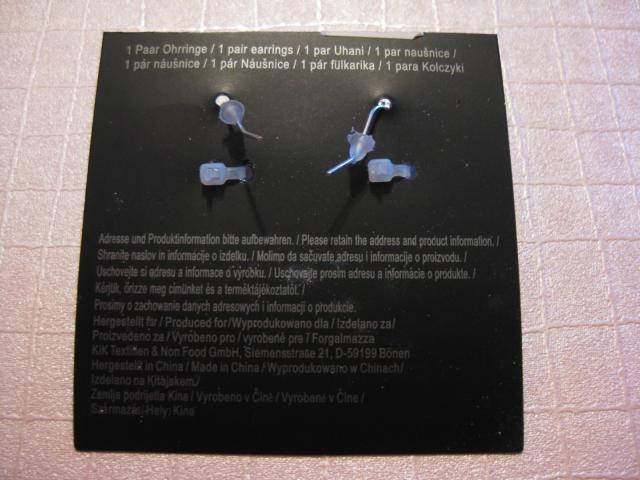 1 Paar Ohrringe / 1 pair earrings / 1 par Uhani / 1 par naušnice /
1 pár náušnice / 1 pár Náušnice / 1 pár fülkarika / 1 para Kolczyki
Adresse und Produktinformation bitte aufbewahren. / Please retain the address and product information. /
Shranite naslov in informácije o izdelku. / Molimo da sačuvate adresu i informacije o proizvodu. /
Uschovejte si adresu a informace o výrobku. / Uschovajte prosím adresu a informácie o produkte. /
Kérjük, őrizze meg címünket és a terméktájékoztatót. /
Prosimy o zachowanie danych adresowych i informacji o produkcie.
Hergestellt für / Produced for / Wyprodukowano dla / Izdelano za /
Proizvedeno za / Vyrobeno pro / vyrobené pre / Forgalmazza
KiK Textilien & Non Food GmbH, Siemensstrase 21, D-59199 Bönen
Hergestellt in China / Made in China / Wyprodukowano w Chinach /
Izdelano na Kitajskem /
Zemlja podrijetla Kina / Vyrobeno v Číně / Vyrobené v Číne /
Származási Hely: Kína